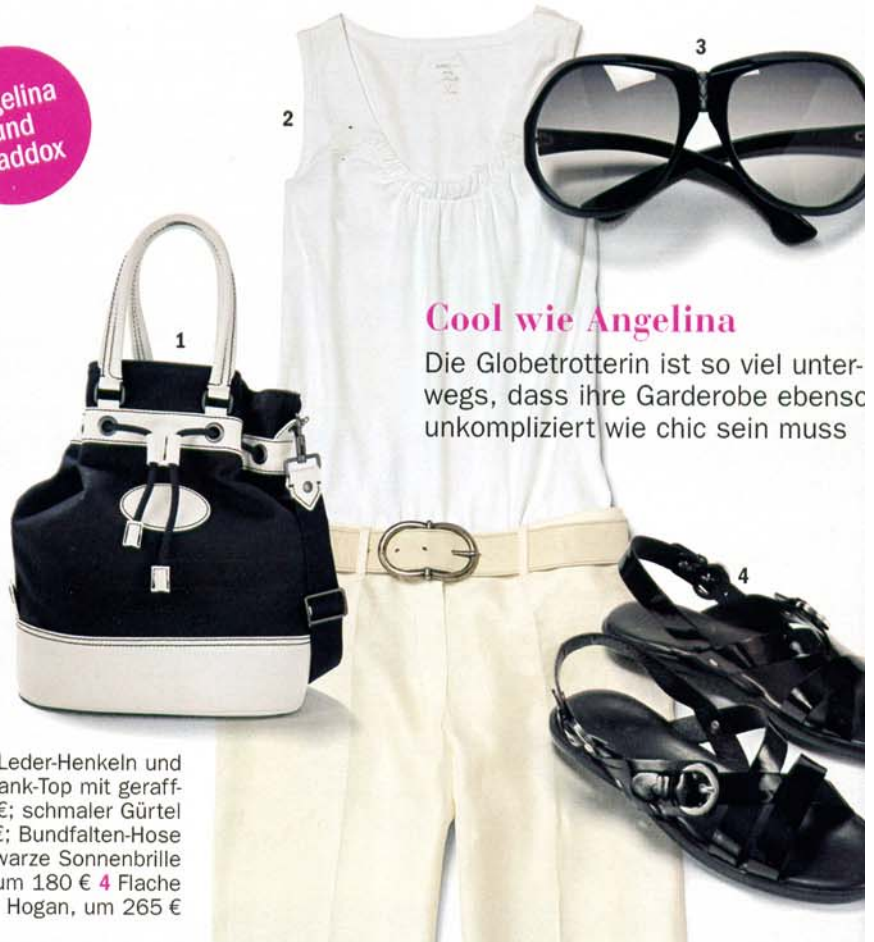 gelina
und
addox
2
3
1
Cool wie Angelina
Die Globetrotterin ist so viel unter-
wegs, dass ihre Garderobe ebenso
unkompliziert wie chic sein muss
4
Leder-Henkeln und
ank-Top mit geraff-
€; schmaler Gürtel
€; Bundfalten-Hose
warze Sonnenbrille
um 180 € 4 Flache
Hogan, um 265 €